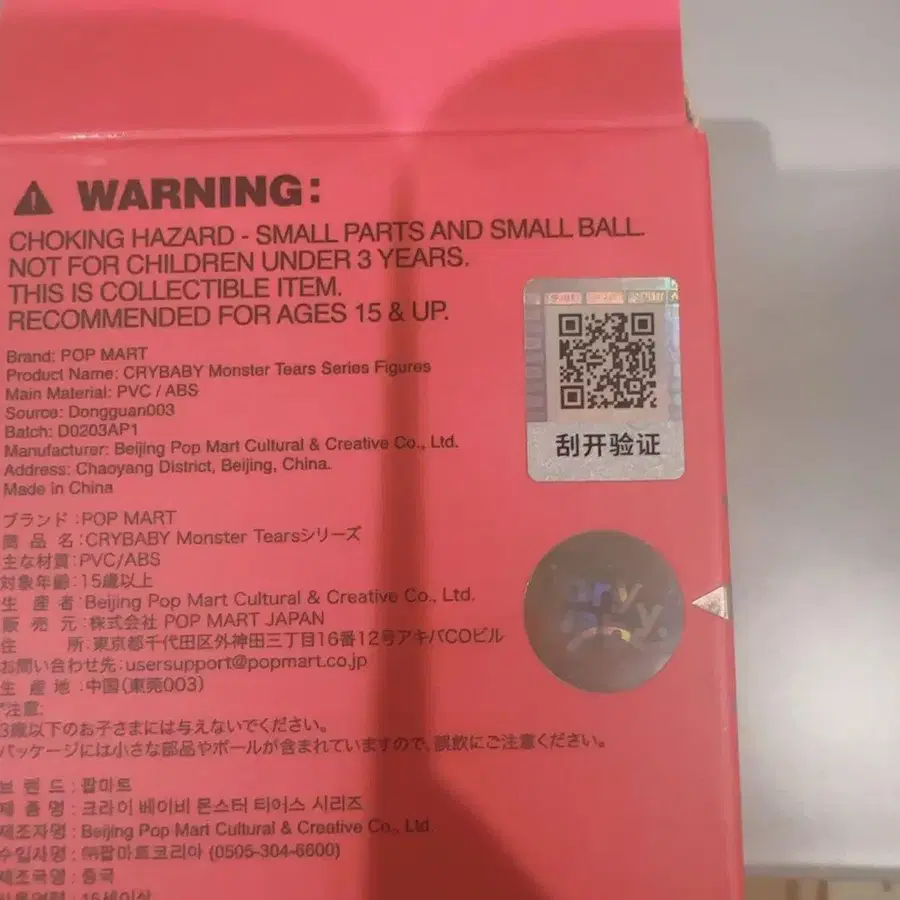 WARNING:
CHOKING HAZARD - SMALL PARTS AND SMALL BALL.
NOT FOR CHILDREN UNDER 3 YEARS.
THIS IS COLLECTIBLE ITEM.
RECOMMENDED FOR AGES 15 & UP.
Brand: POP MART
Product Name: CRYBABY Monster Tears Series Figures
Main Material: PVC / ABS
Source: Dongguan003
Batch: D0203AP1
Manufacturer: Beijing Pop Mart Cultural & Creative Co., Ltd.
Address: Chaoyang District, Beijing, China.
Made in China
刮开验证
ブランド:POP MART
商品名:CRYBABY Monster Tearsシリーズ
主な材質:PVC/ABS
対象年齢:15歳以上
生産者:Beijing Pop Mart Cultural & Creative Co., Ltd.
販売元:株式会社 POP MART JAPAN
住所:東京都千代田区外神田三丁目16番12号アキバCOビル
お問い合わせ先:usersupport@popmart.co.jp
生産地:中国(東莞003)
*注意:
3歳以下のお子さまには与えないでください。
パッケージには小さな部品やボールが含まれていますので、誤飲にご注意ください。
브랜드:팝마트
제품명:크라이 베이비 몬스터 티어스 시리즈
제조자명:Beijing Pop Mart Cultural & Creative Co., Ltd.
수입사명:㈜팝마트코리아 (0505-304-6600)
제조국명:중국
15세이상